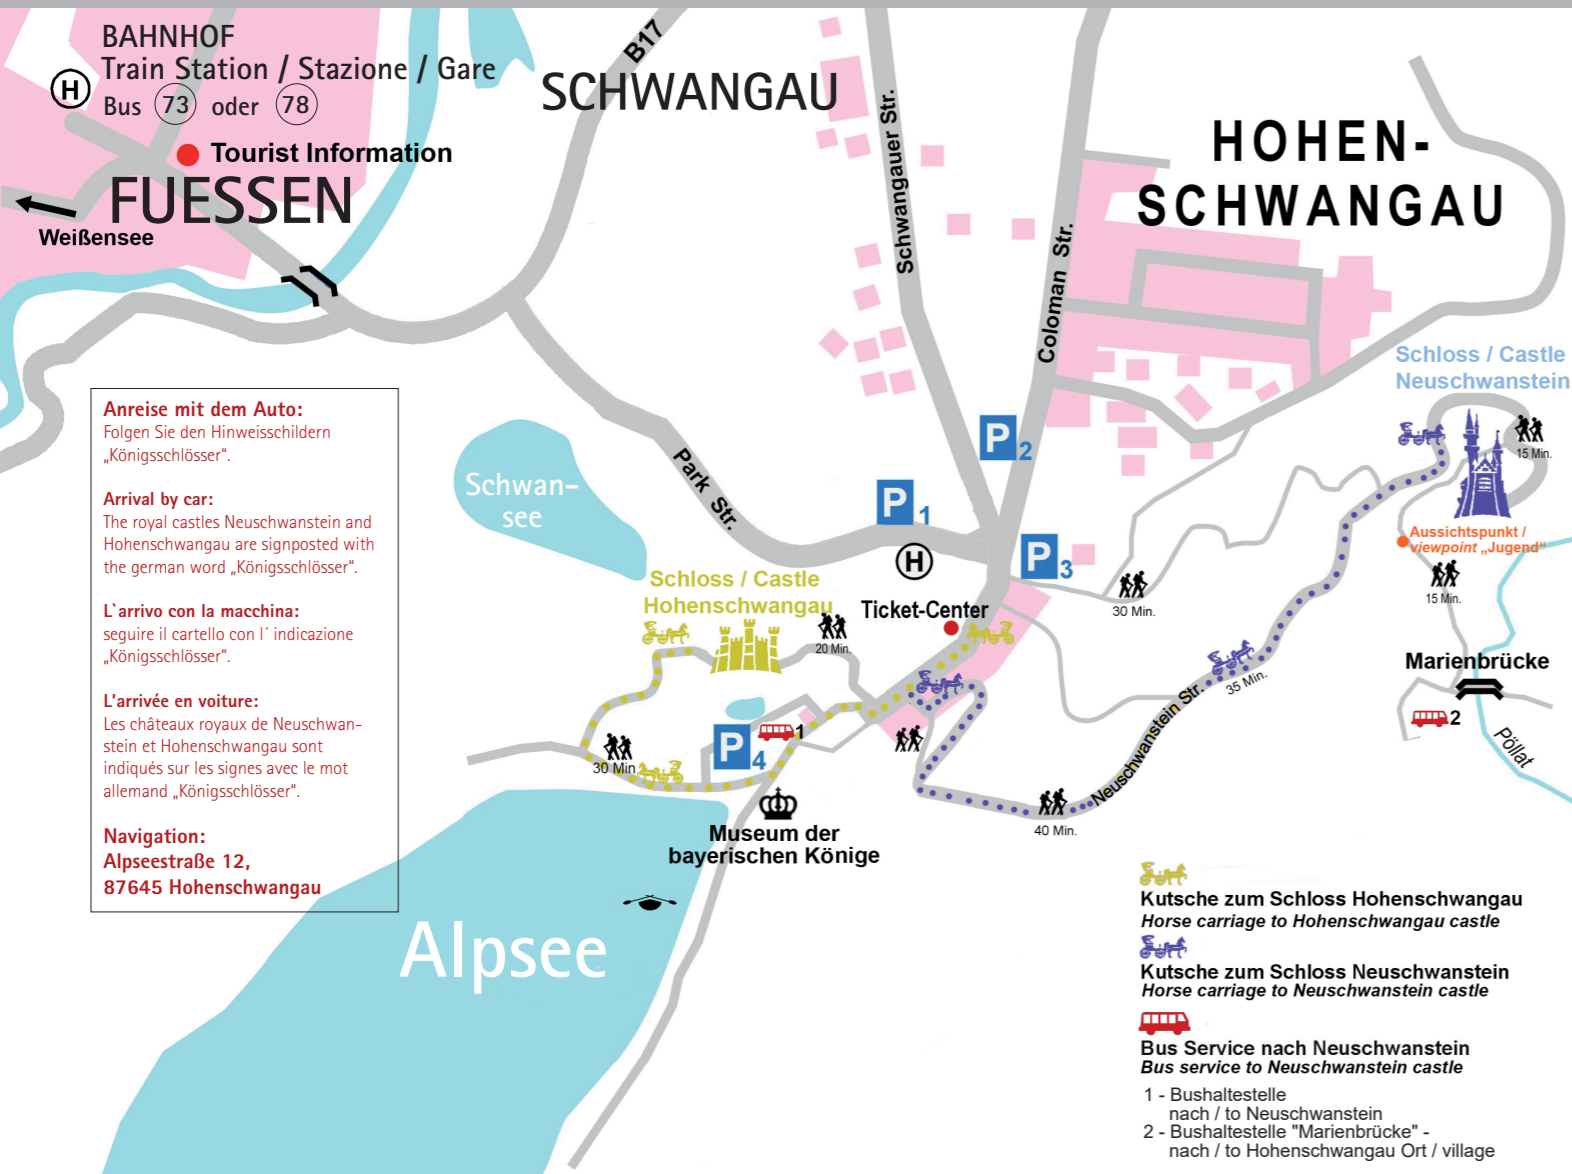 BAHNHOF
Train Station / Stazione / Gare
H
Bus 73 oder 78
Tourist Information
FUESSEN
Weißensee
B17
SCHWANGAU
Schwangauer Str.
Coloman Str.
HOHEN-
SCHWANGAU
Schloss / Castle
Neuschwanstein
15 Min.
Aussichtspunkt /
viewpoint „Jugend“
15 Min.
Marienbrücke
2
Pöllat
Anreise mit dem Auto:
Folgen Sie den Hinweisschildern
„Königsschlösser“.
Arrival by car:
The royal castles Neuschwanstein and
Hohenschwangau are signposted with
the german word „Königsschlösser“.
L`arrivo con la macchina:
seguire il cartello con l´ indicazione
„Königsschlösser“.
L'arrivée en voiture:
Les châteaux royaux de Neuschwan-
stein et Hohenschwangau sont
indiqués sur les signes avec le mot
allemand „Königsschlösser“.
Navigation:
Alpseestraße 12,
87645 Hohenschwangau
Schwan-
see
Park Str.
P 1
P 2
P 3
H
Ticket-Center
Schloss / Castle
Hohenschwangau
20 Min.
30 Min.
35 Min.
Neuschwanstein Str.
40 Min.
30 Min
P 4
1
Museum der
bayerischen Könige
Alpsee
Kutsche zum Schloss Hohenschwangau
Horse carriage to Hohenschwangau castle
Kutsche zum Schloss Neuschwanstein
Horse carriage to Neuschwanstein castle
Bus Service nach Neuschwanstein
Bus service to Neuschwanstein castle
1 - Bushaltestelle
nach / to Neuschwanstein
2 - Bushaltestelle "Marienbrücke" -
nach / to Hohenschwangau Ort / village